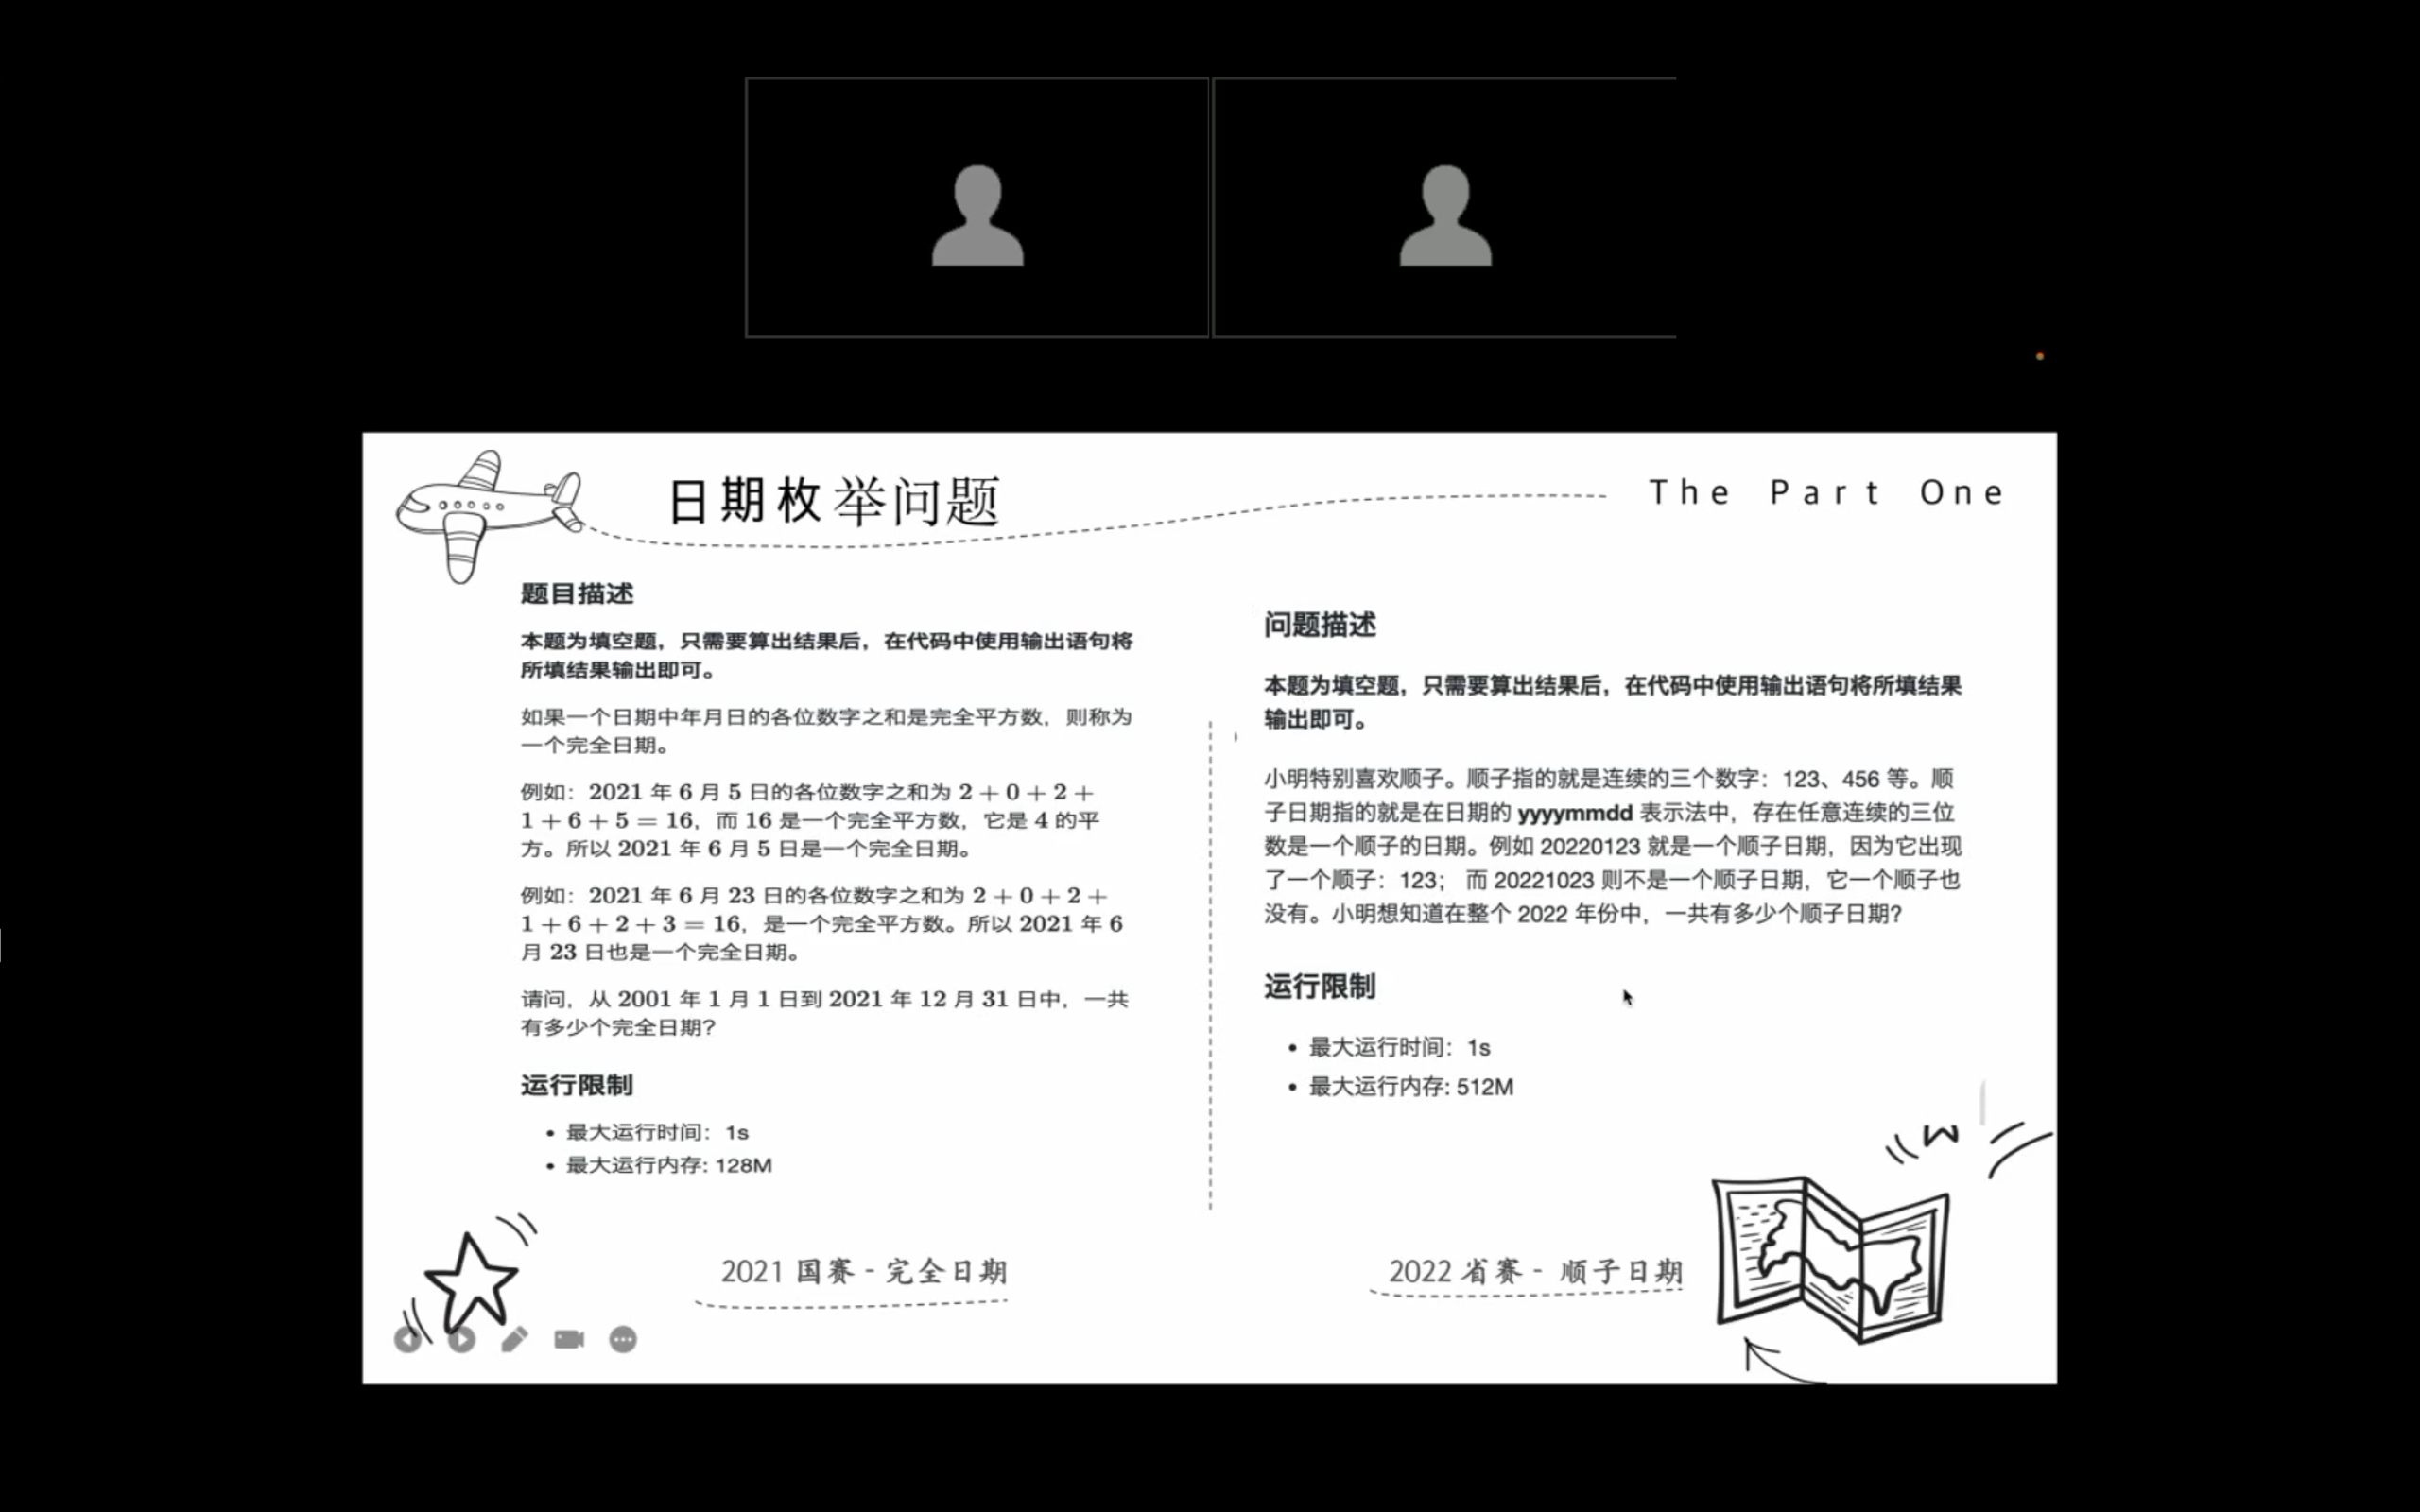 日期枚举问题
The Part One
题目描述
本题为填空题，只需要算出结果后，在代码中使用输出语句将
所填结果输出即可。
如果一个日期中年月日的各位数字之和是完全平方数，则称为
一个完全日期。
例如：2021 年 6 月 5 日的各位数字之和为 2 + 0 + 2 +
1 + 6 + 5 = 16，而 16 是一个完全平方数，它是 4 的平
方。所以 2021 年 6 月 5 日是一个完全日期。
例如：2021 年 6 月 23 日的各位数字之和为 2 + 0 + 2 +
1 + 6 + 2 + 3 = 16，是一个完全平方数。所以 2021 年 6
月 23 日也是一个完全日期。
请问，从 2001 年 1 月 1 日到 2021 年 12 月 31 日中，一共
有多少个完全日期？
运行限制
• 最大运行时间：1s
• 最大运行内存: 128M
2021 国赛 - 完全日期
问题描述
本题为填空题，只需要算出结果后，在代码中使用输出语句将所填结果
输出即可。
小明特别喜欢顺子。顺子指的就是连续的三个数字：123、456 等。顺
子日期指的就是在日期的 yyyymmdd 表示法中，存在任意连续的三位
数是一个顺子的日期。例如 20220123 就是一个顺子日期，因为它出现
了一个顺子：123； 而 20221023 则不是一个顺子日期，它一个顺子也
没有。小明想知道在整个 2022 年份中，一共有多少个顺子日期?
运行限制
• 最大运行时间：1s
• 最大运行内存: 512M
2022 省赛 - 顺子日期